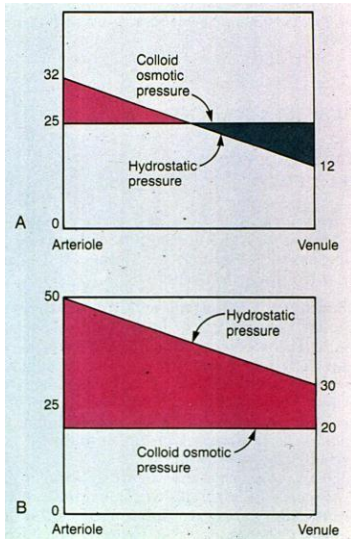 32
Colloid
osmotic
pressure
25
Hydrostatic
pressure
12
A
0
Arteriole Venule
50
Hydrostatic
pressure
30
25
20
Colloid osmotic
pressure
B
0
Arteriole Venule